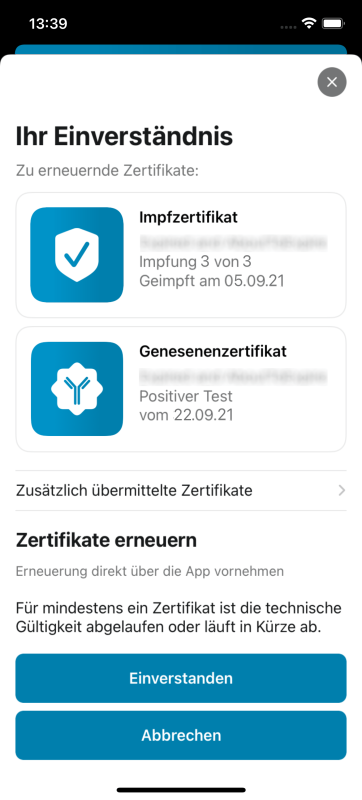 13:39
Ihr Einverständnis
Zu erneuernde Zertifikate:
Impfzertifikat
Impfung 3 von 3
Geimpft am 05.09.21
Genesenenzertifikat
Positiver Test
vom 22.09.21
Zusätzlich übermittelte Zertifikate
Zertifikate erneuern
Erneuerung direkt über die App vornehmen
Für mindestens ein Zertifikat ist die technische
Gültigkeit abgelaufen oder läuft in Kürze ab.
Einverstanden
Abbrechen